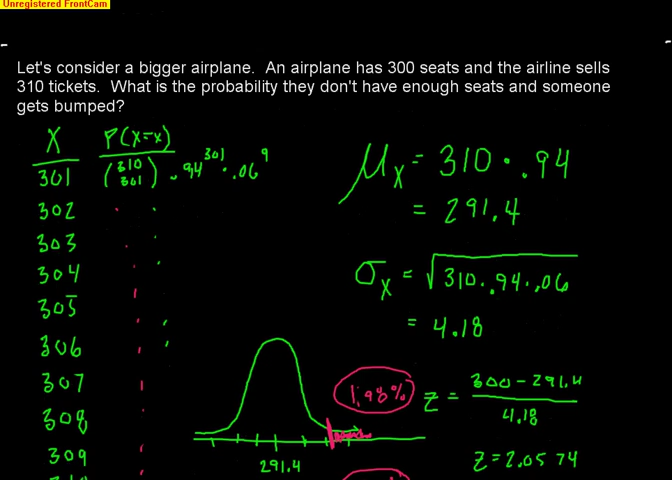 Unregistered FrontCam
Let's consider a bigger airplane. An airplane has 300 seats and the airline sells
310 tickets. What is the probability they don't have enough seats and someone
gets bumped?
X P(X=x)
301 (310 301) .94^301 . .06^9
302
303
304
305
306
307
308
309
μx = 310 . .94
= 291.4
σx = √310 . .94 . .06
= 4.18
1.98%
z = 300 - 291.4
4.18
z = 2.0574
291.4